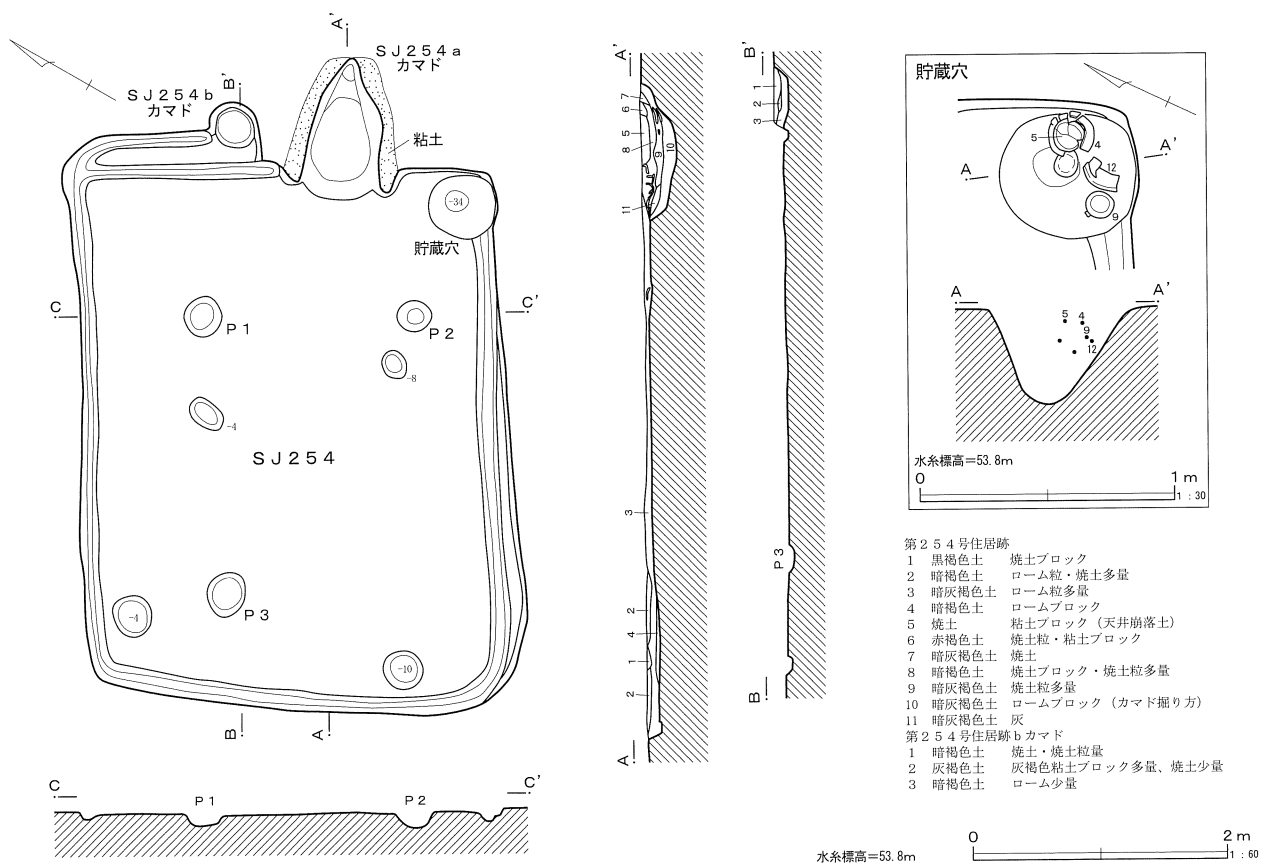 A'
SJ254a
カマド
B'
SJ254b
カマド
粘土
-34
貯蔵穴
C
C'
P1
P2
-8
-4
SJ254
-4
P3
-10
B
A
C
C'
P1
P2
A'
7
6
5
8
9
10
11
3
2
4
1
2
A
B'
1
2
3
P3
B
貯蔵穴
5
4
A'
A
12
9
A
A'
5
4
9
12
水糸標高=53.8m
0
1m
1:30
第254号住居跡
1 黒褐色土 焼土ブロック
2 暗褐色土 ローム粒・焼土多量
3 暗灰褐色土 ローム粒多量
4 暗褐色土 ロームブロック
5 焼土 粘土ブロック（天井崩落土）
6 赤褐色土 焼土粒・粘土ブロック
7 暗灰褐色土 焼土
8 暗褐色土 焼土ブロック・焼土粒多量
9 暗灰褐色土 焼土粒多量
10 暗灰褐色土 ロームブロック（カマド掘り方）
11 暗灰褐色土 灰
第254号住居跡bカマド
1 暗褐色土 焼土・焼土粒量
2 灰褐色土 灰褐色粘土ブロック多量、焼土少量
3 暗褐色土 ローム少量
水糸標高=53.8m
0
2m
1:60